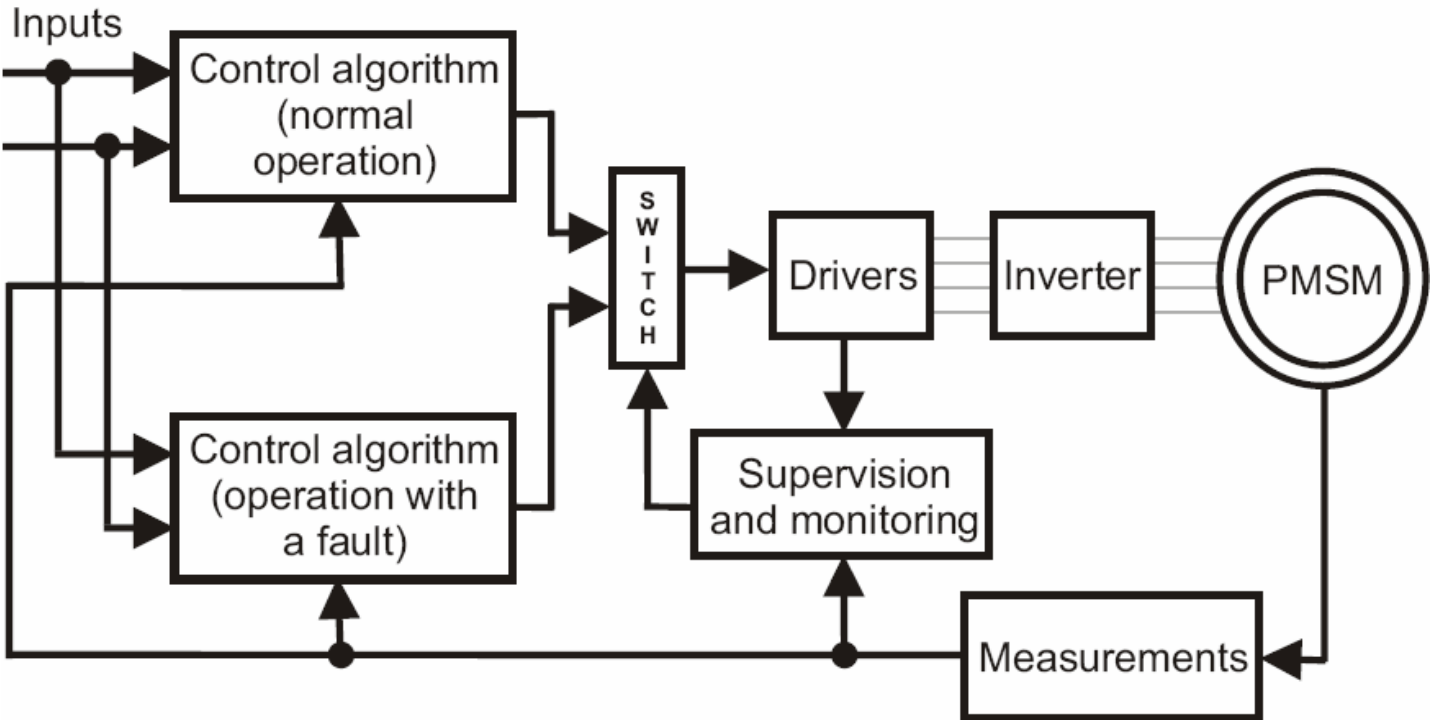 Inputs
Control algorithm
(normal
operation)
S
W
I
T
C
H
Drivers
Inverter
PMSM
Control algorithm
(operation with
a fault)
Supervision
and monitoring
Measurements